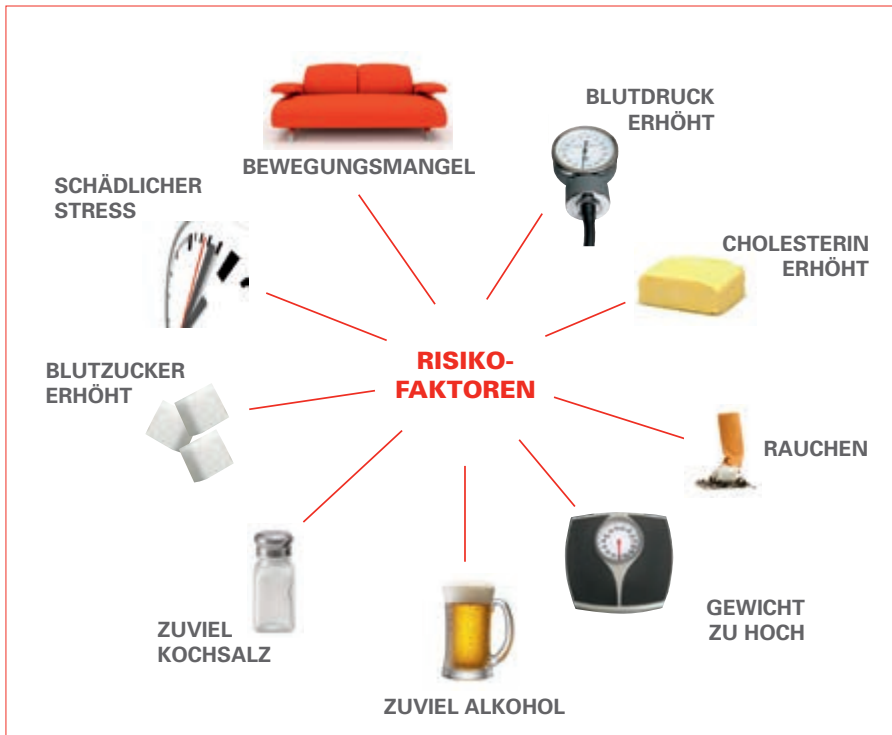 BEWEGUNGSMANGEL
BLUTDRUCK
ERHÖHT
SCHÄDLICHER
STRESS
CHOLESTERIN
ERHÖHT
RISIKO-
FAKTOREN
BLUTZUCKER
ERHÖHT
RAUCHEN
ZUVIEL
KOCHSALZ
GEWICHT
ZU HOCH
ZUVIEL ALKOHOL